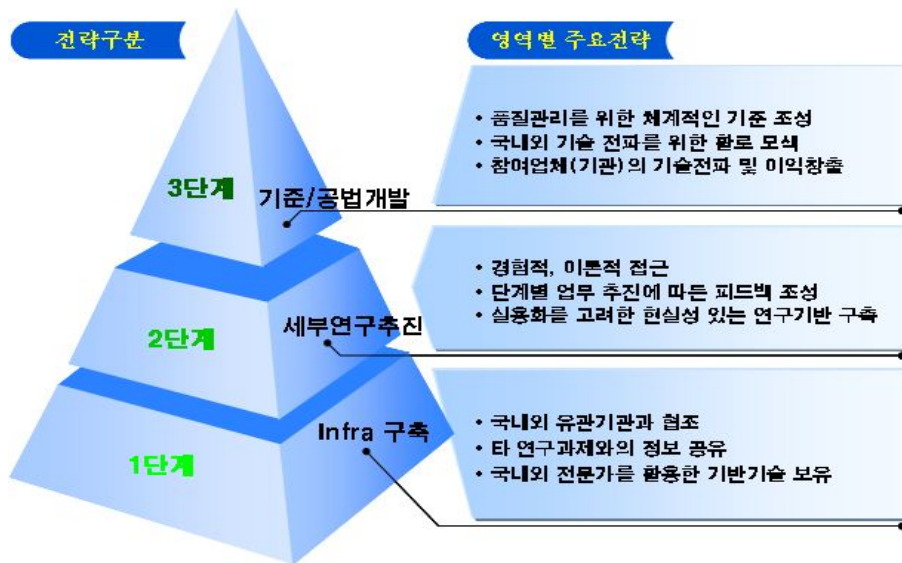 전략구분
영역별 주요전략
3단계
기준/공법개발
• 품질관리를 위한 체계적인 기준 조성
• 국내외 기술 전파를 위한 활로 모색
• 참여업체(기관)의 기술전파 및 이익창출
2단계
세부연구추진
• 경험적, 이론적 접근
• 단계별 업무 추진에 따른 피드백 조성
• 실용화를 고려한 현실성 있는 연구기반 구축
1단계
Infra 구축
• 국내외 유관기관과 협조
• 타 연구과제와의 정보 공유
• 국내외 전문가를 활용한 기반기술 보유